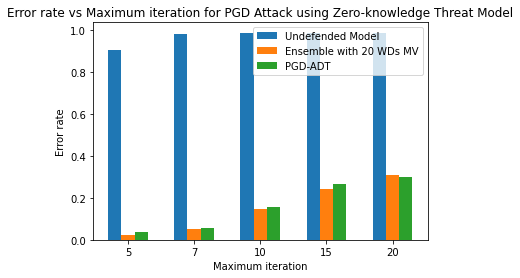 Error rate vs Maximum iteration for PGD Attack using Zero-knowledge Threat Model
Undefended Model
Ensemble with 20 WDs MV
PGD-ADT
1.0
0.8
0.6
0.4
0.2
0.0
Error rate
5 7 10 15 20
Maximum iteration